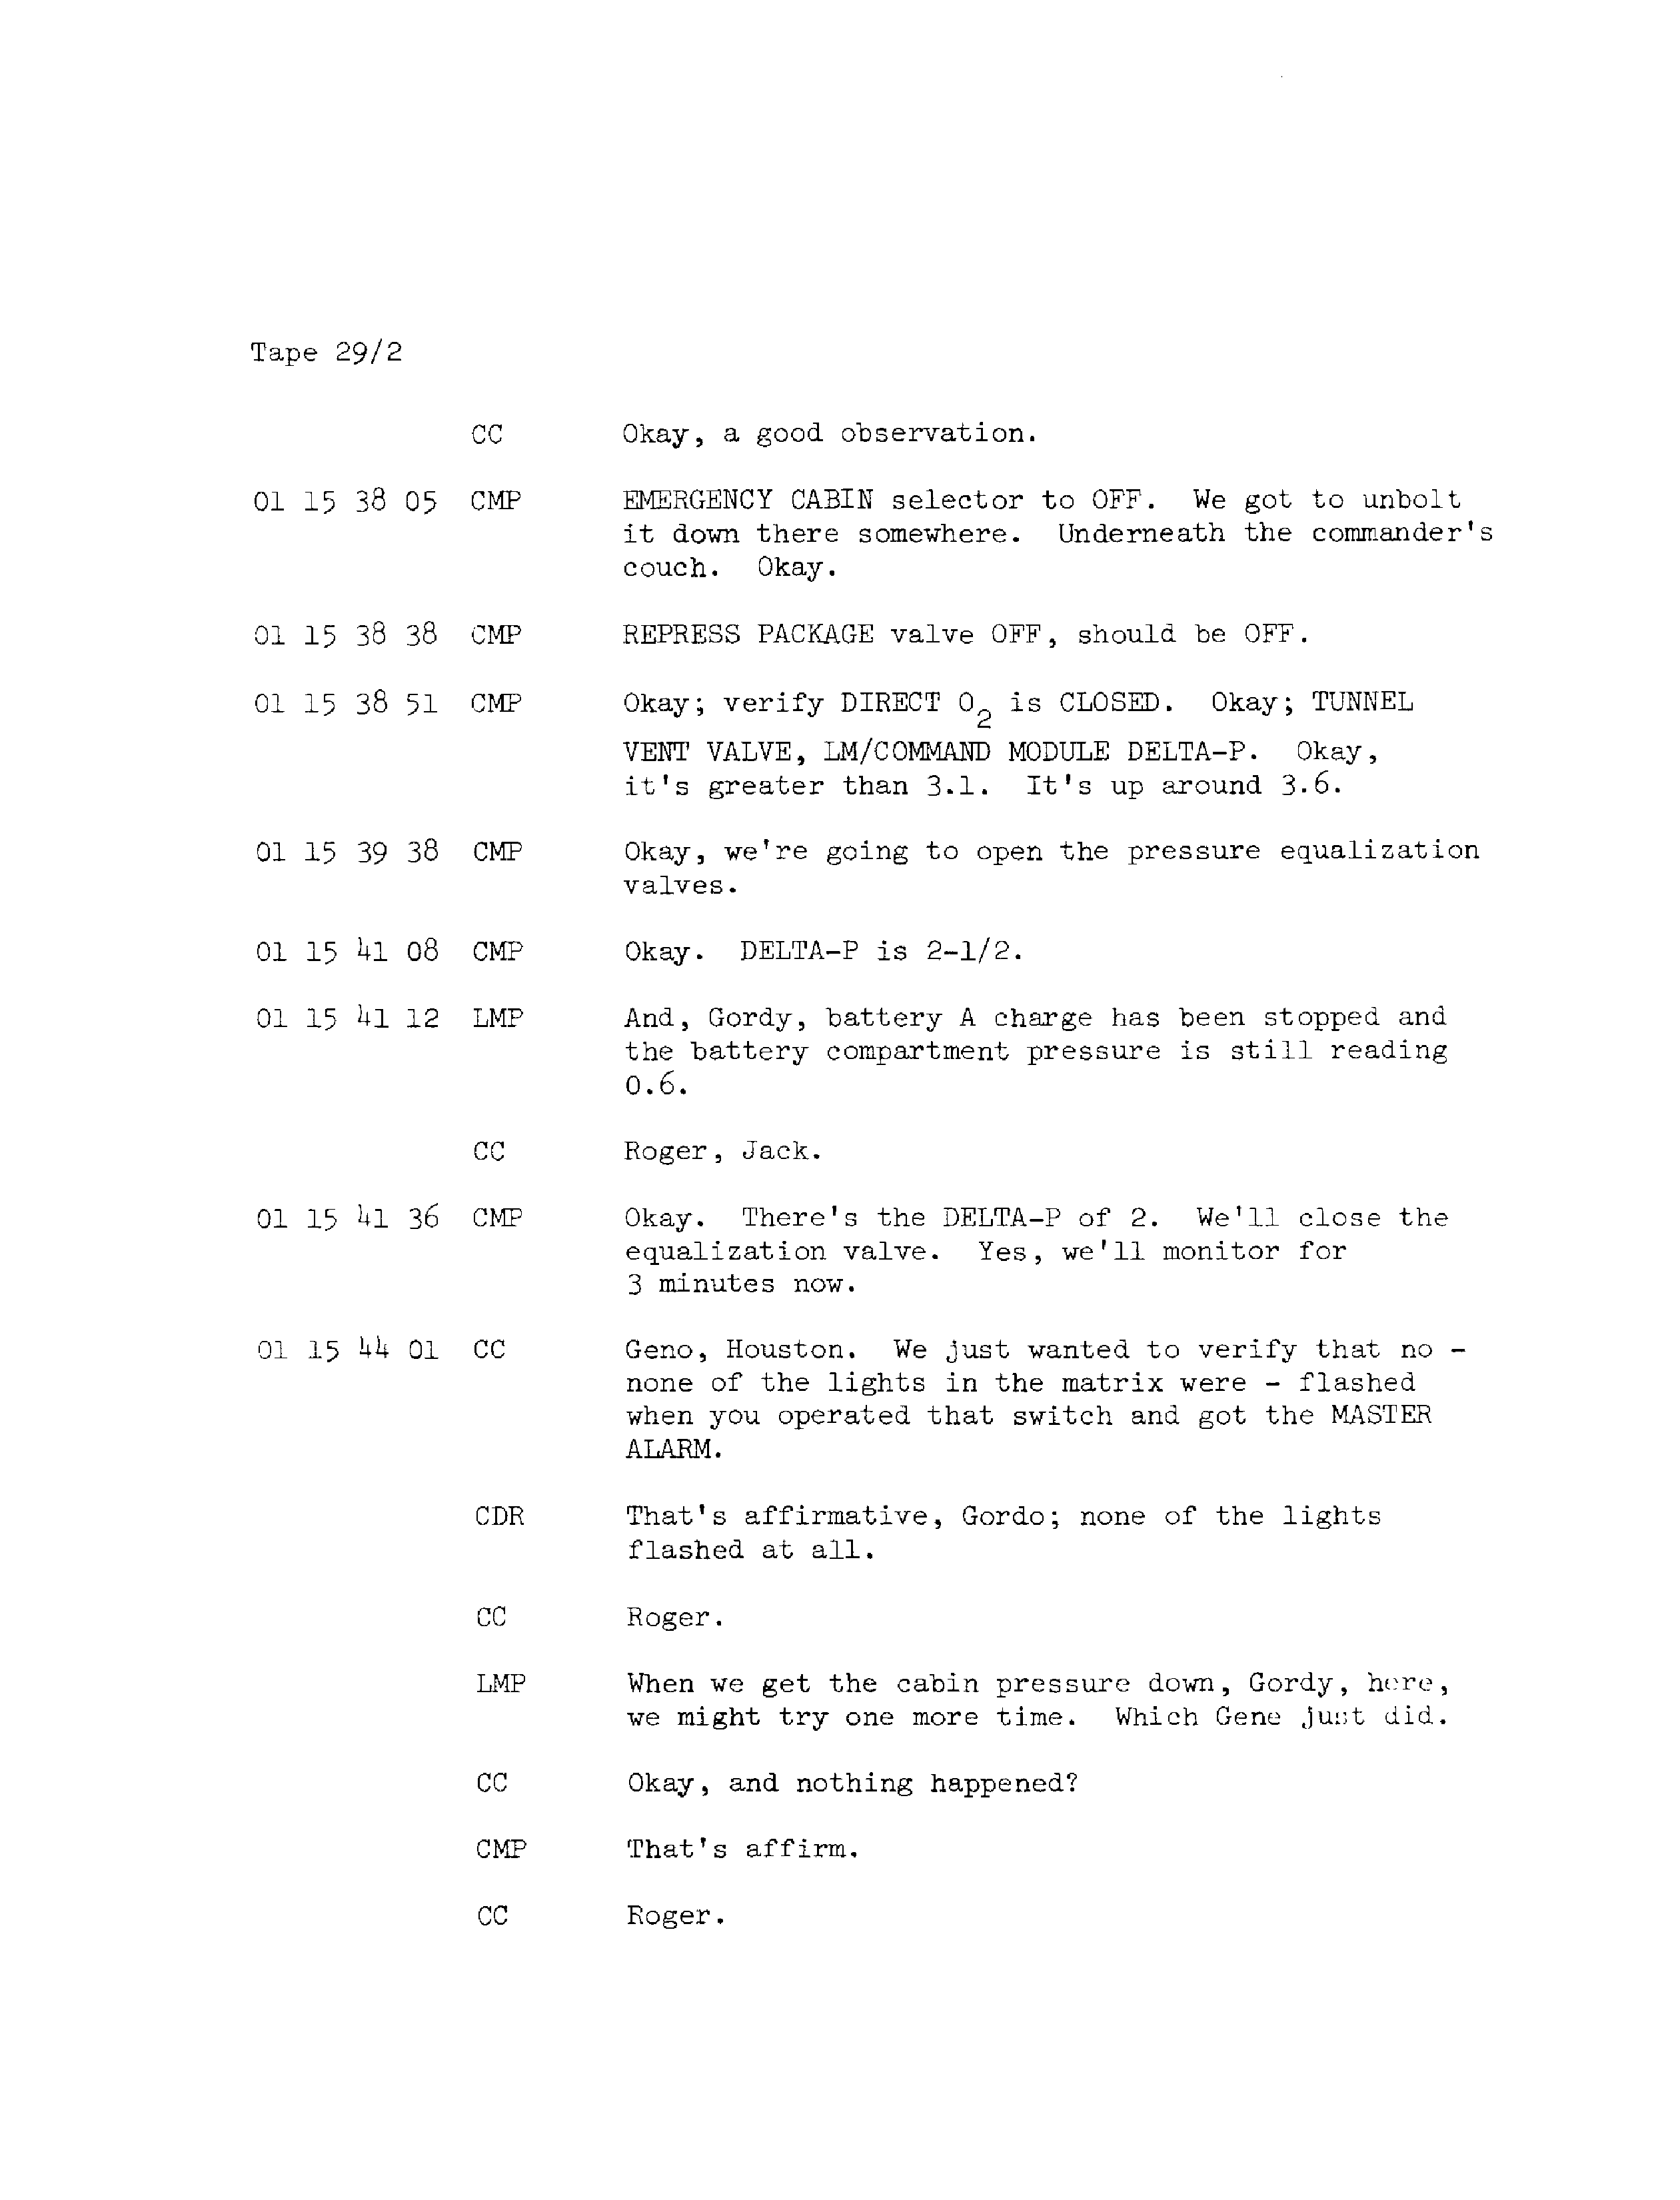 Tape 29/2
CC Okay, a good observation.
01 15 38 05 CMP EMERGENCY CABIN selector to OFF. We got to unbolt
it down there somewhere. Underneath the commander's
couch. Okay.
01 15 38 38 CMP REPRESS PACKAGE valve OFF, should be OFF.
01 15 38 51 CMP Okay; verify DIRECT O2 is CLOSED. Okay; TUNNEL
VENT VALVE, LM/COMMAND MODULE DELTA-P. Okay,
it's greater than 3.1. It's up around 3.6.
01 15 39 38 CMP Okay, we're going to open the pressure equalization
valves.
01 15 41 08 CMP Okay. DELTA-P is 2-1/2.
01 15 41 12 LMP And, Gordy, battery A charge has been stopped and
the battery compartment pressure is still reading
0.6.
CC Roger, Jack.
01 15 41 36 CMP Okay. There's the DELTA-P of 2. We'll close the
equalization valve. Yes, we'll monitor for
3 minutes now.
01 15 44 01 CC Geno, Houston. We just wanted to verify that no -
none of the lights in the matrix were - flashed
when you operated that switch and got the MASTER
ALARM.
CDR That's affirmative, Gordo; none of the lights
flashed at all.
CC Roger.
LMP When we get the cabin pressure down, Gordy, here,
we might try one more time. Which Gene just did.
CC Okay, and nothing happened?
CMP That's affirm.
CC Roger.